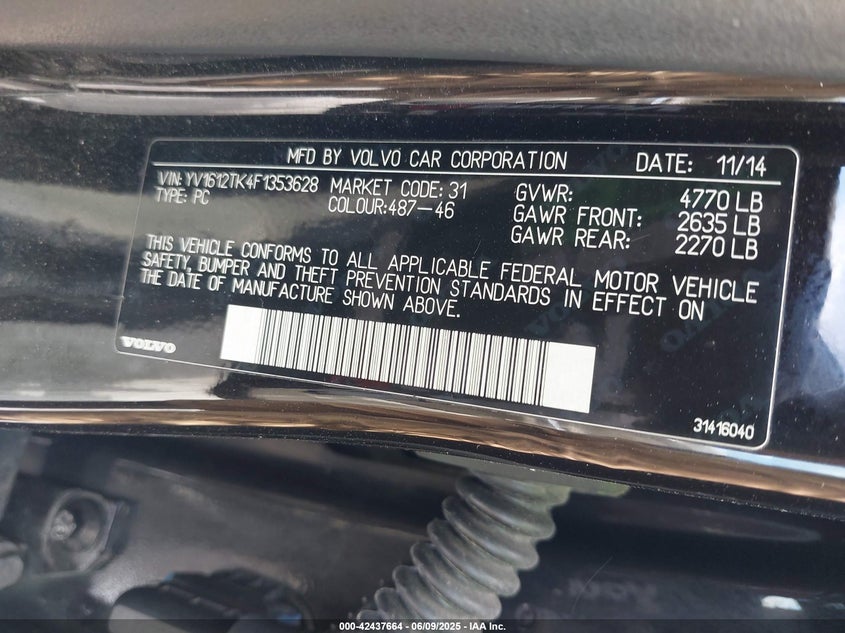 MFD BY VOLVO CAR CORPORATION DATE: 11/14
VIN: YV1612TK4F1353628 MARKET CODE: 31 GVWR: 4770 LB
TYPE: PC COLOUR:487-46 GAWR FRONT: 2635 LB
GAWR REAR: 2270 LB
THIS VEHICLE CONFORMS TO ALL APPLICABLE FEDERAL MOTOR VEHICLE
SAFETY, BUMPER AND THEFT PREVENTION STANDARDS IN EFFECT ON
THE DATE OF MANUFACTURE SHOWN ABOVE.
VOLVO
31416040
000-42437664 | 06/09/2025 | IAA Inc.